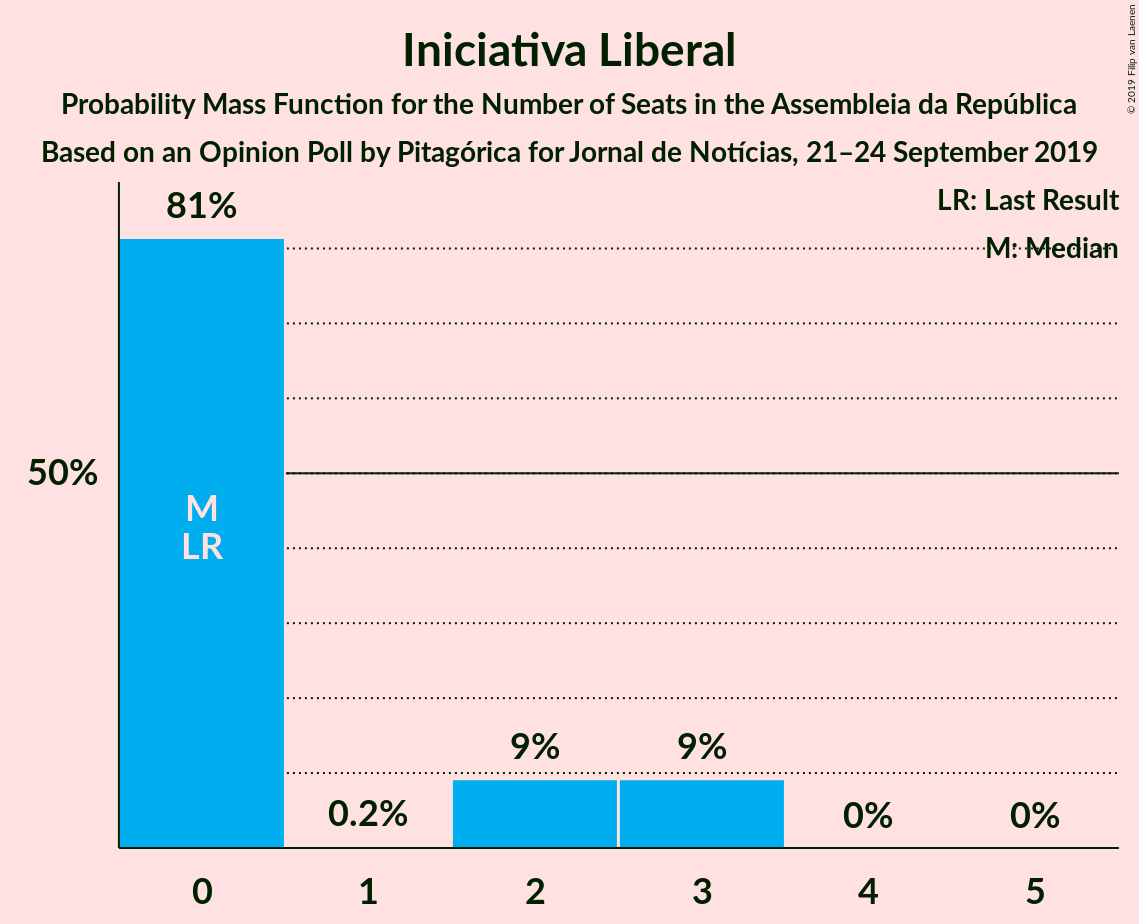 Iniciativa Liberal
Probability Mass Function for the Number of Seats in the Assembleia da República
Based on an Opinion Poll by Pitagórica for Jornal de Notícias, 21–24 September 2019
© 2019 Filip van Laenen
LR: Last Result
M: Median
81%
50%
M
LR
9%
9%
0.2%
0%
0%
0
1
2
3
4
5